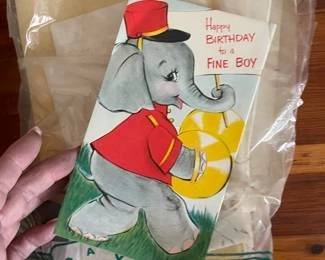 Happy
BIRTHDAY
to a
FINE BOY